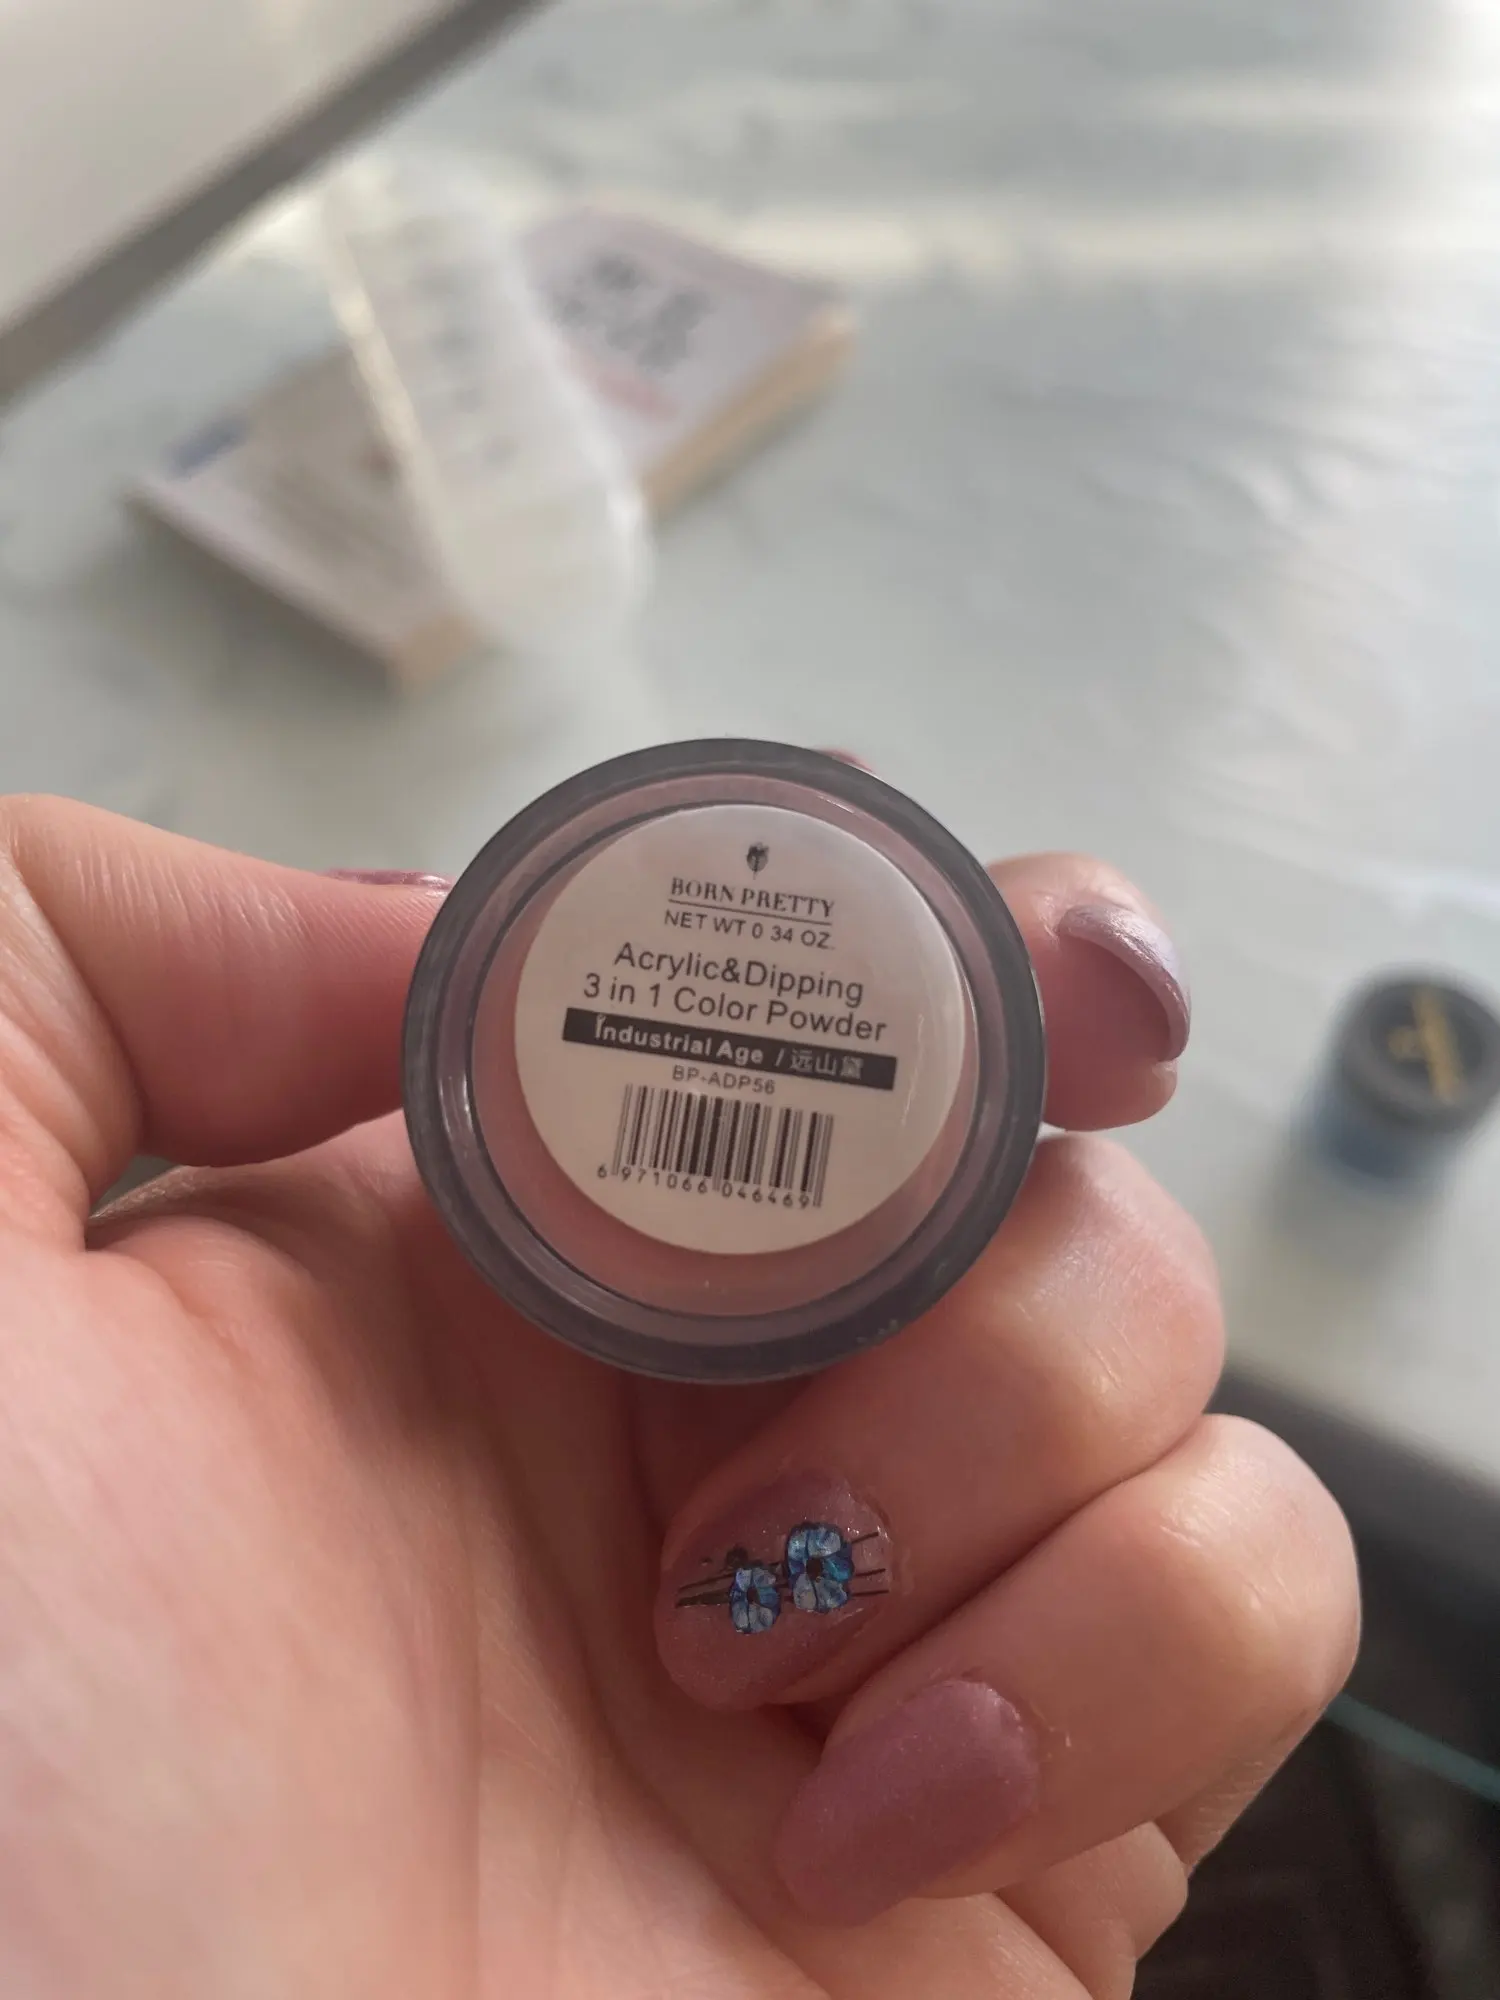 BORN PRETTY
NET WT 0.34 OZ.
Acrylic&Dipping
3 in 1 Color Powder
Industrial Age / 远山黛
BP-ADP56
6 971066 046469